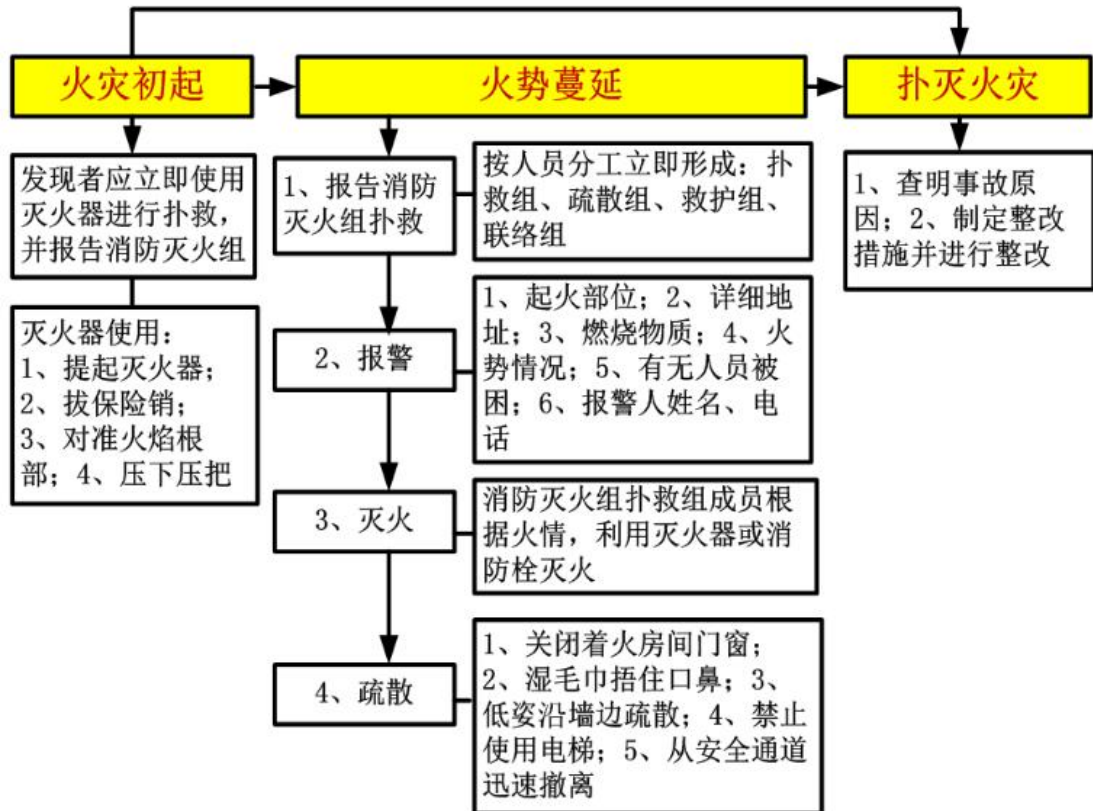 火灾初起
火势蔓延
扑灭火灾
发现者应立即使用
灭火器进行扑救，
并报告消防灭火组
灭火器使用：
1、提起灭火器；
2、拔保险销；
3、对准火焰根
部；4、压下压把
1、报告消防
灭火组扑救
按人员分工立即形成：扑
救组、疏散组、救护组、
联络组
2、报警
1、起火部位；2、详细地
址；3、燃烧物质；4、火
势情况；5、有无人员被
困；6、报警人姓名、电
话
3、灭火
消防灭火组扑救组成员根
据火情，利用灭火器或消
防栓灭火
4、疏散
1、关闭着火房间门窗；
2、湿毛巾捂住口鼻；3、
低姿沿墙边疏散；4、禁止
使用电梯；5、从安全通道
迅速撤离
1、查明事故原
因；2、制定整改
措施并进行整改